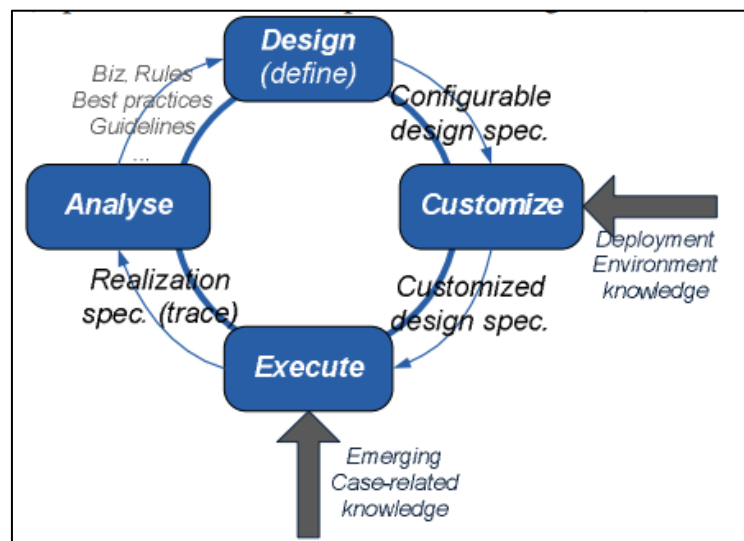 Design
(define)
Biz. Rules
Best practices
Guidelines
...
Configurable
design spec.
Analyse
Customize
Deployment
Environment
knowledge
Realization
spec. (trace)
Customized
design spec.
Execute
Emerging
Case-related
knowledge